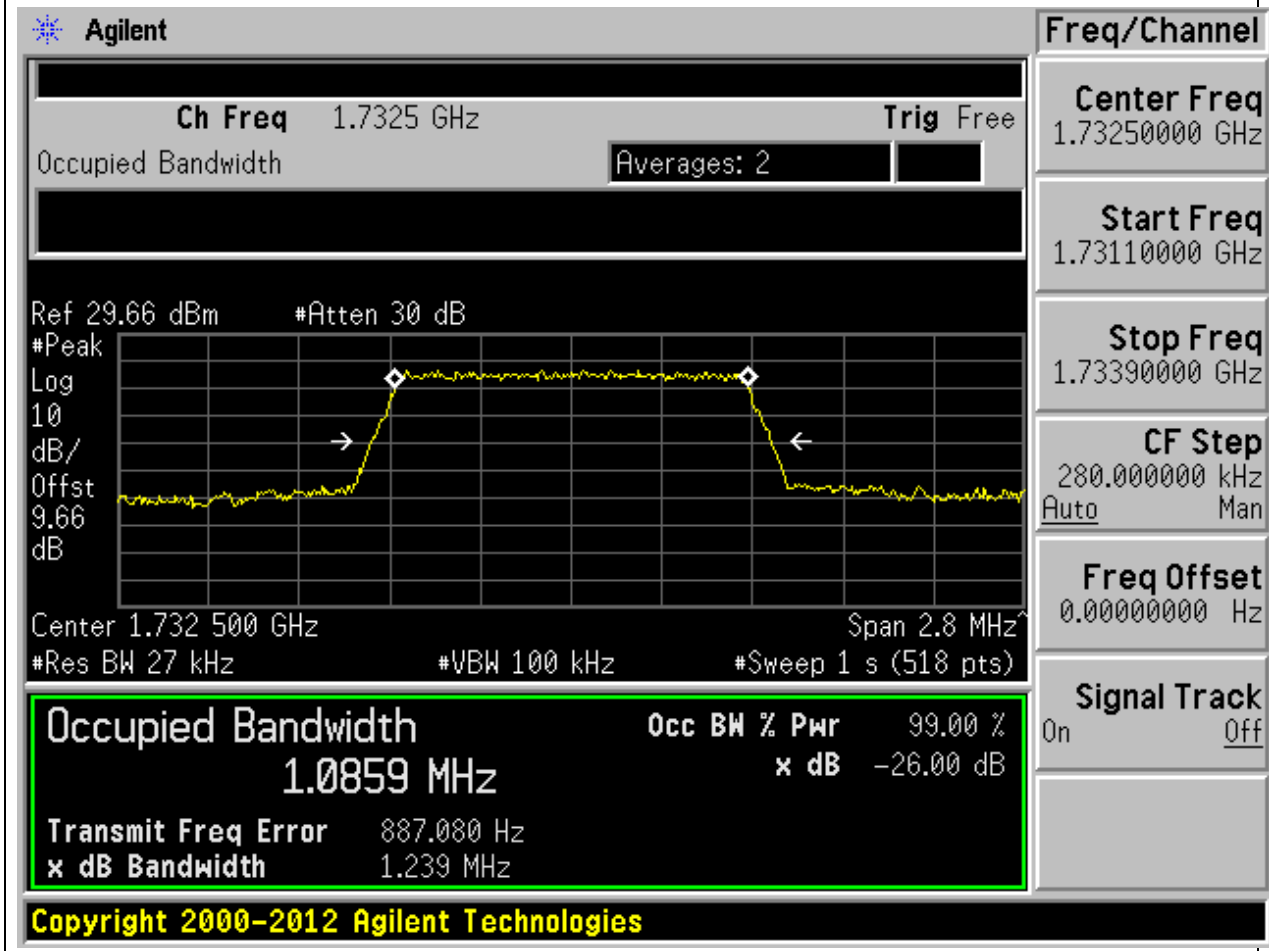 Agilent
Freq/Channel
Ch Freq 1.7325 GHz Trig Free
Occupied Bandwidth Averages: 2
Center Freq
1.73250000 GHz
Start Freq
1.73110000 GHz
Stop Freq
1.73390000 GHz
CF Step
280.000000 kHz
Auto Man
Freq Offset
0.00000000 Hz
Signal Track
On Off
Ref 29.66 dBm #Atten 30 dB
#Peak
Log
10
dB/
Offst
9.66
dB
Center 1.732 500 GHz Span 2.8 MHz^
#Res BW 27 kHz #VBW 100 kHz #Sweep 1 s (518 pts)
Occupied Bandwidth
1.0859 MHz
Occ BW % Pwr 99.00 %
x dB -26.00 dB
Transmit Freq Error 887.080 Hz
x dB Bandwidth 1.239 MHz
Copyright 2000-2012 Agilent Technologies